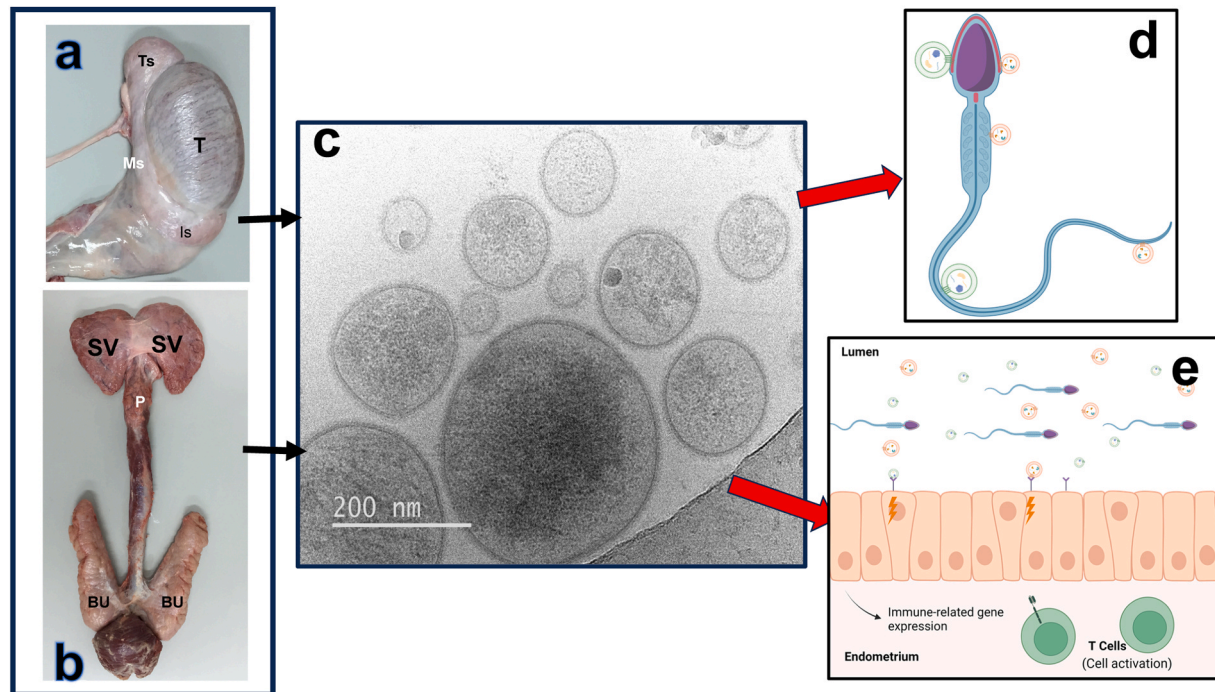 a
Ts
T
Ms
Is
SV SV
P
BU BU
b
c
200 nm
d
e
Lumen
Immune-related gene
expression
T Cells
(Cell activation)
Endometrium